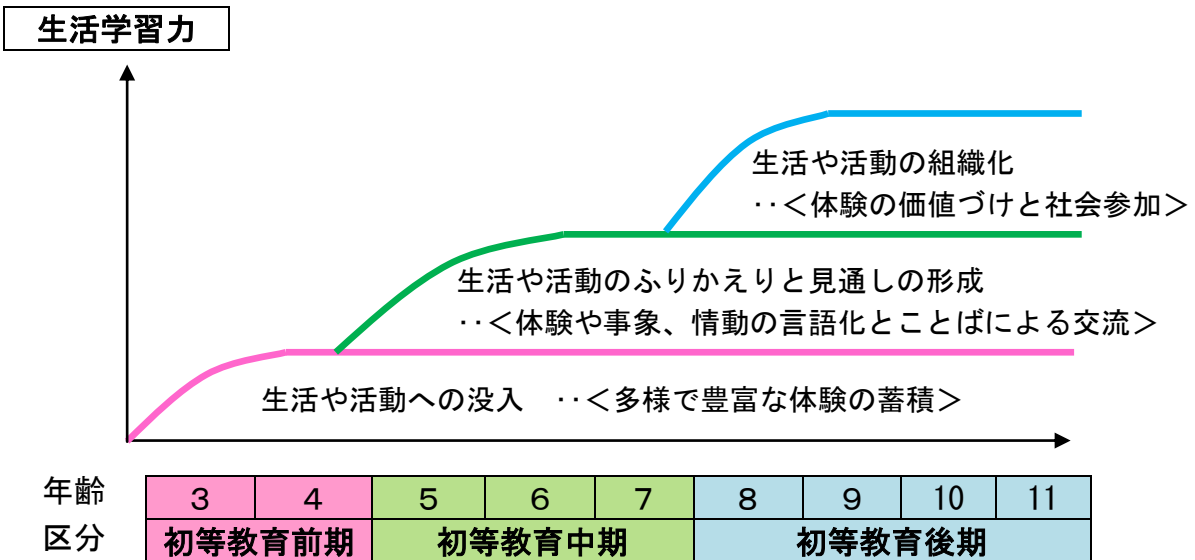 生活学習力
生活や活動の組織化
‥＜体験の価値づけと社会参加＞
生活や活動のふりかえりと見通しの形成
‥＜体験や事象、情動の言語化とことばによる交流＞
生活や活動への没入　‥＜多様で豊富な体験の蓄積＞
年齢 ３ ４ ５ ６ ７ ８ ９ 10 11
区分 初等教育前期 初等教育中期 初等教育後期